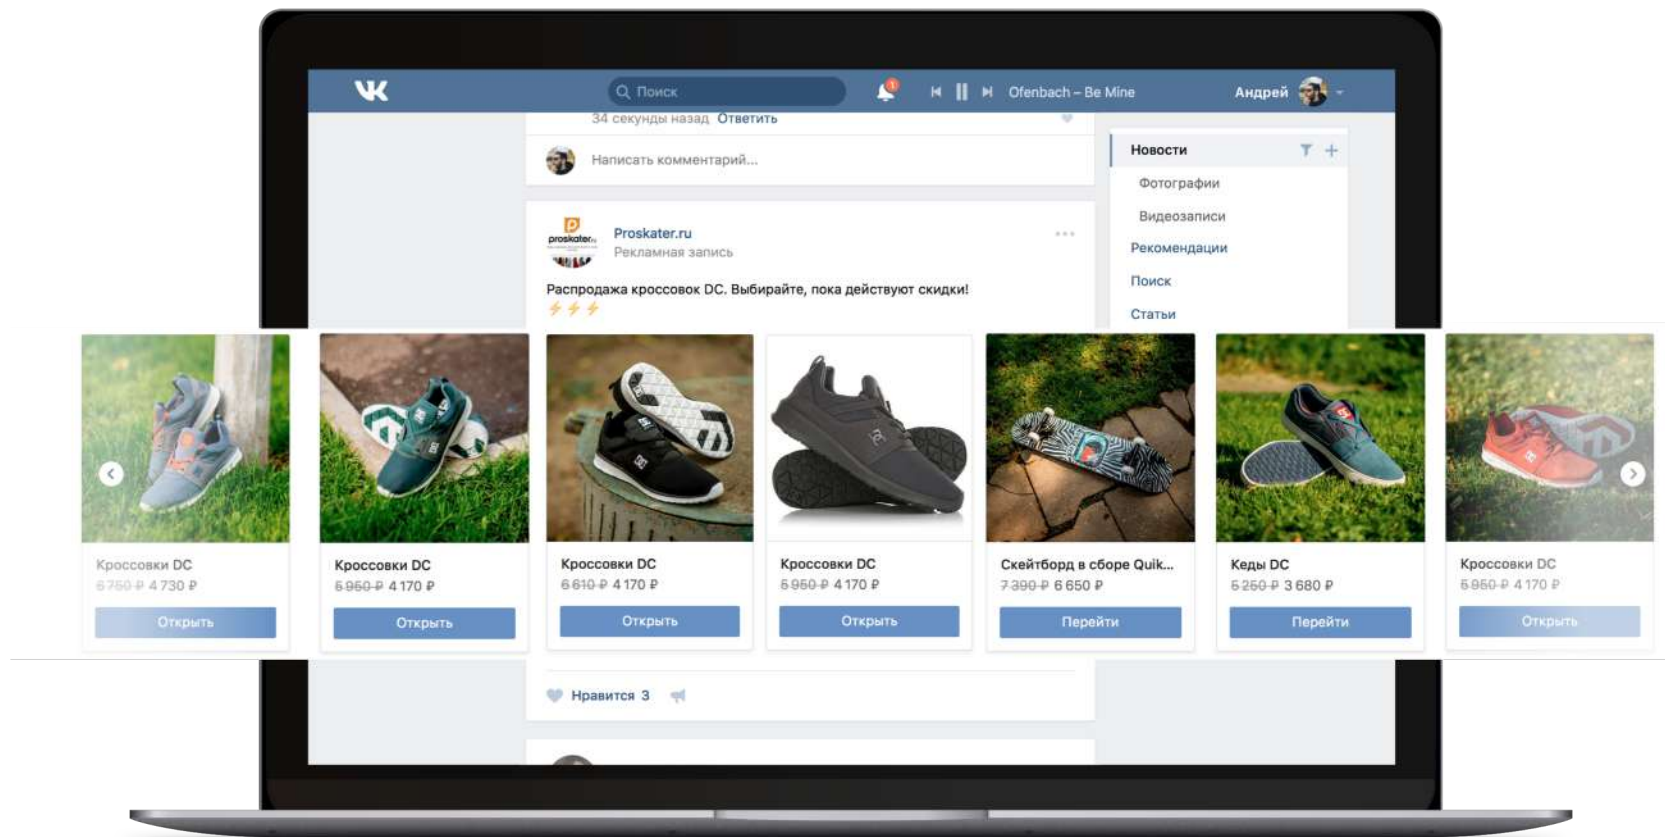 Поиск
1
Ofenbach – Be Mine
Андрей
34 секунды назад Ответить
Написать комментарий...
Новости
Фотографии
Видеозаписи
Рекомендации
Поиск
Статьи
proskater.ru
Proskater.ru
Рекламная запись
Распродажа кроссовок DC. Выбирайте, пока действуют скидки!
Кроссовки DC
6 750 ₽ 4 730 ₽
Открыть
Кроссовки DC
5 950 ₽ 4 170 ₽
Открыть
Кроссовки DC
6 610 ₽ 4 170 ₽
Открыть
Кроссовки DC
5 950 ₽ 4 170 ₽
Открыть
Скейтборд в сборе Quik...
7 390 ₽ 6 650 ₽
Перейти
Кеды DC
5 250 ₽ 3 680 ₽
Перейти
Кроссовки DC
5 950 ₽ 4 170 ₽
Открыть
Нравится 3